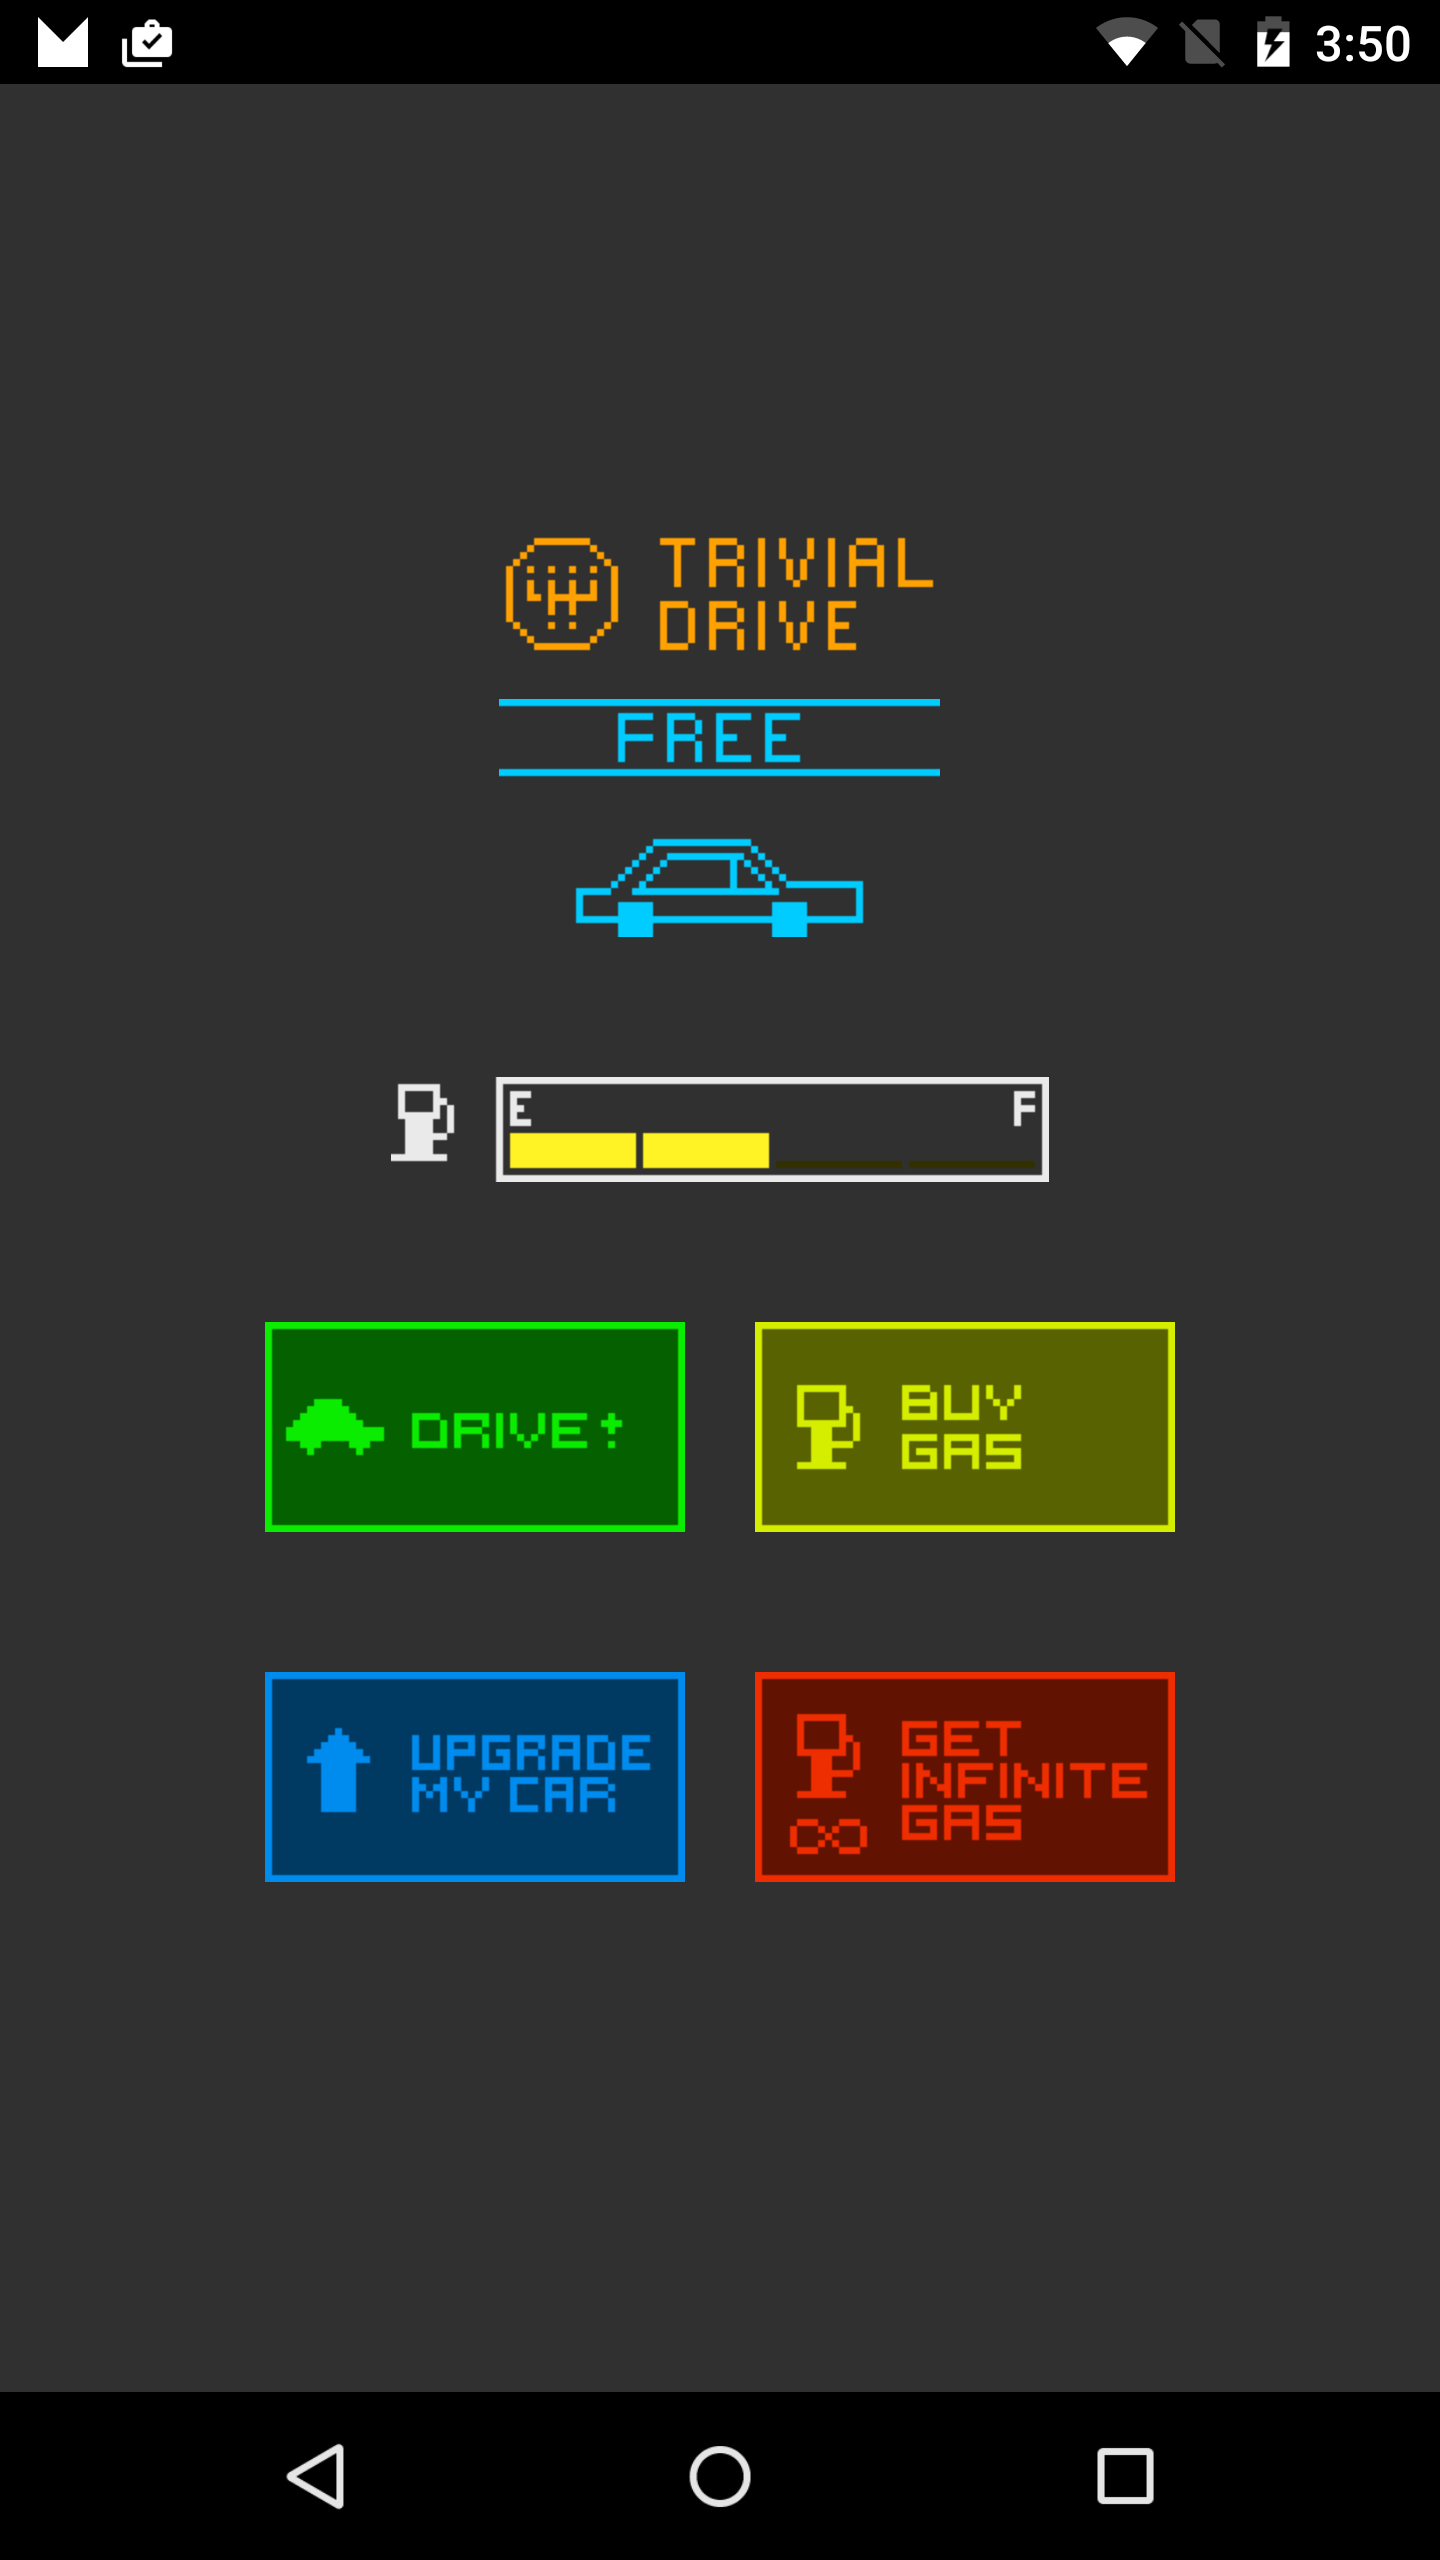 3:50
TRIVIAL
DRIVE
FREE
E F
DRIVE!
BUY
GAS
UPGRADE
MY CAR
GET
INFINITE
GAS